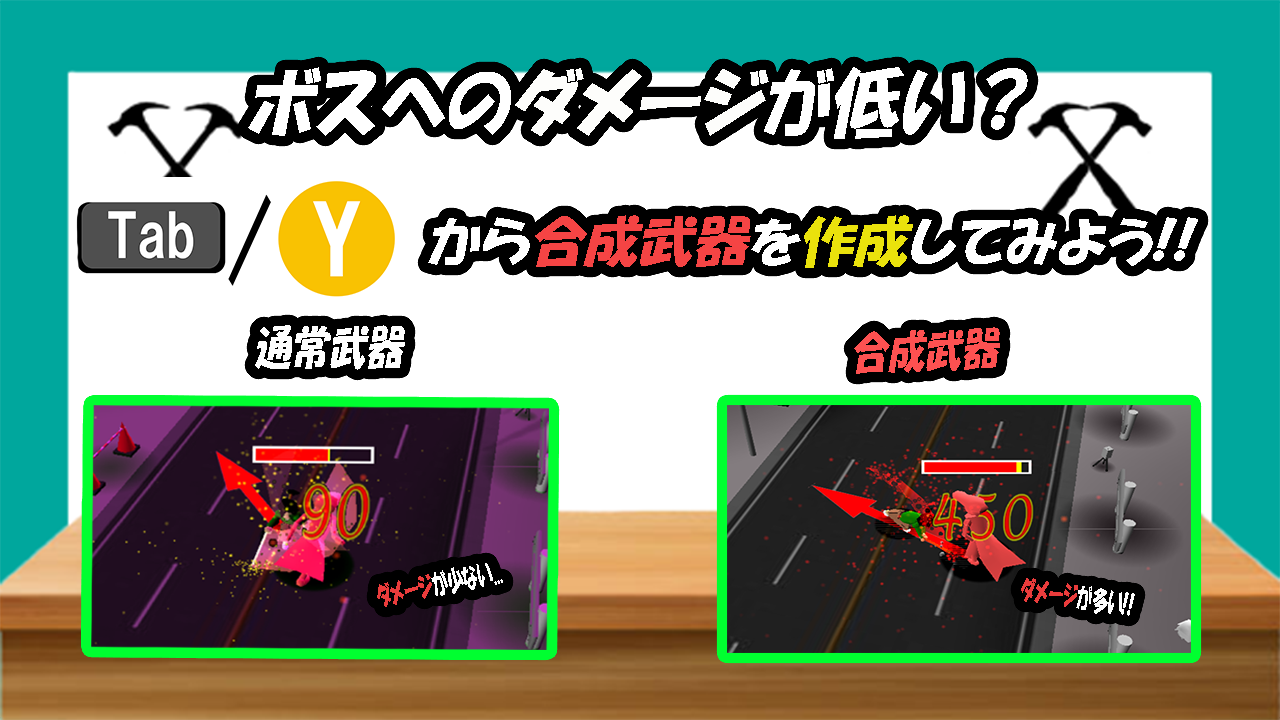 ボスへのダメージが低い？
Tab / Y から合成武器を作成してみよう!!
通常武器
合成武器
90
450
ダメージが少ない...
ダメージが多い!!